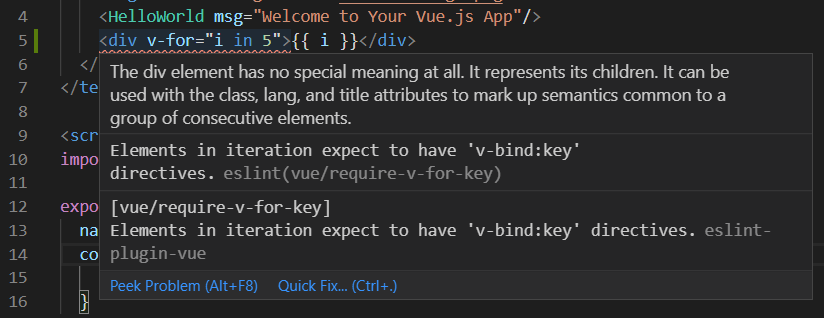 4 <HelloWorld msg="Welcome to Your Vue.js App"/>
5 <div v-for="i in 5">{{ i }}</div>
6 </
7 </te
The div element has no special meaning at all. It represents its children. It can be
used with the class, lang, and title attributes to mark up semantics common to a
group of consecutive elements.
8
9 <scr
Elements in iteration expect to have 'v-bind:key'
10 impo
directives. eslint(vue/require-v-for-key)
11
12 expo
[vue/require-v-for-key]
13 na
Elements in iteration expect to have 'v-bind:key' directives. eslint-
14 co
plugin-vue
15
Peek Problem (Alt+F8) Quick Fix... (Ctrl+.)
16 }